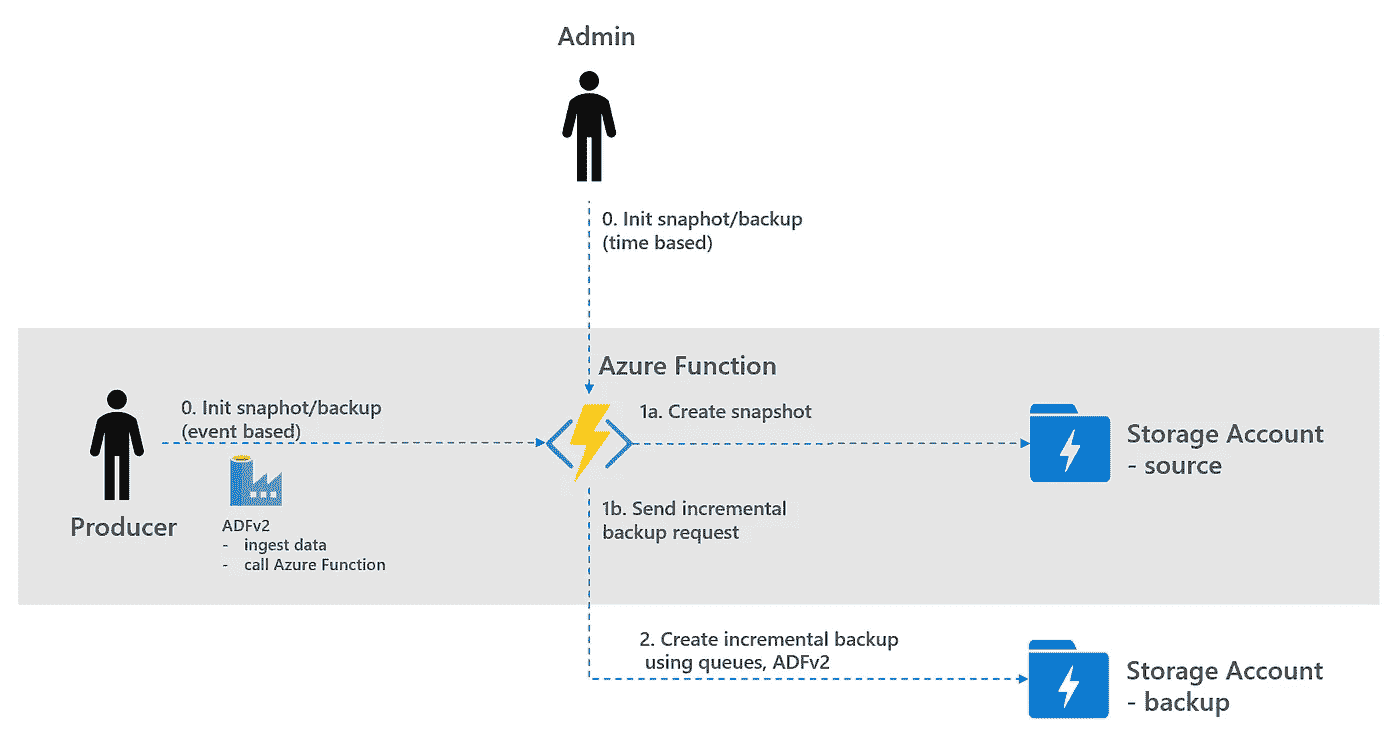 Admin
0. Init snaphot/backup
(time based)
Azure Function
0. Init snaphot/backup
(event based)
1a. Create snapshot
Storage Account
- source
Producer
ADFv2
- ingest data
- call Azure Function
1b. Send incremental
backup request
2. Create incremental backup
using queues, ADFv2
Storage Account
- backup